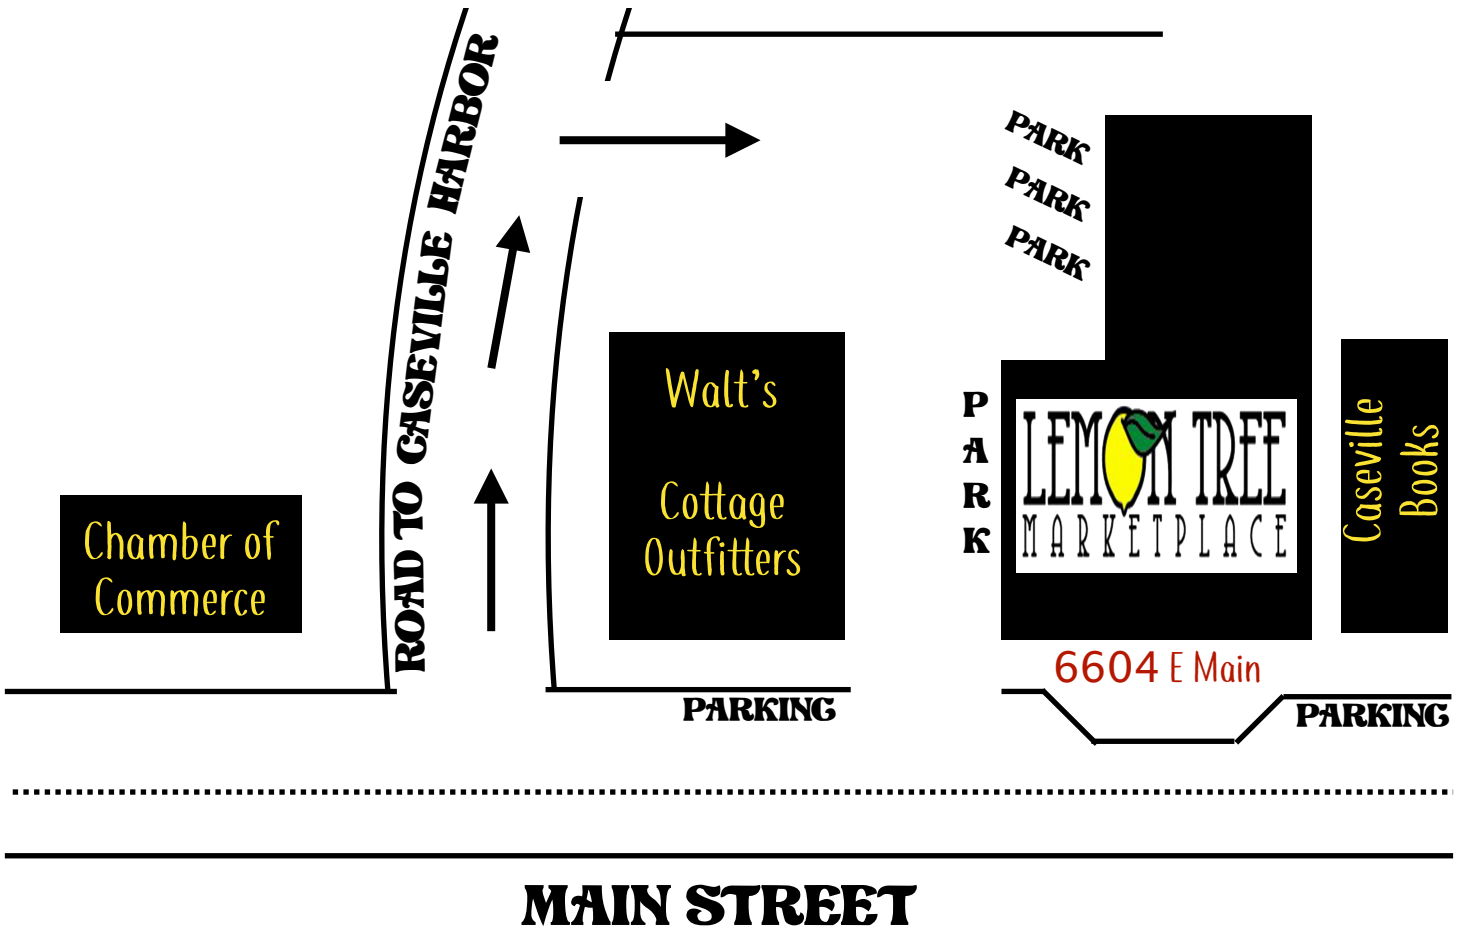 ROAD TO CASEVILLE HARBOR
PARK
PARK
PARK
Walt's
Cottage
Outfitters
PARK
LEMON TREE
MARKETPLACE
Caseville
Books
Chamber of
Commerce
6604 E Main
PARKING
PARKING
MAIN STREET